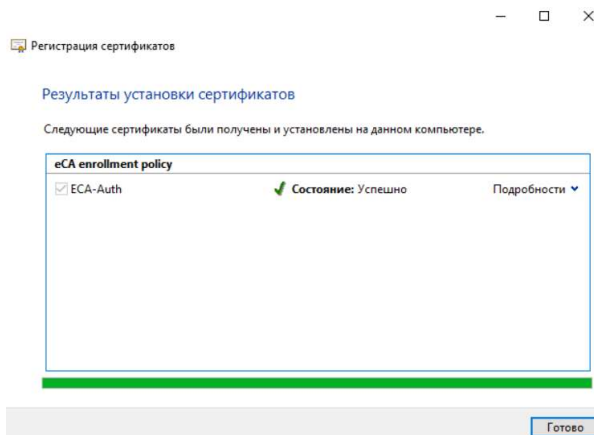 Регистрация сертификатов
Результаты установки сертификатов
Следующие сертификаты были получены и установлены на данном компьютере.
eCA enrollment policy
ECA-Auth Состояние: Успешно Подробности
Готово